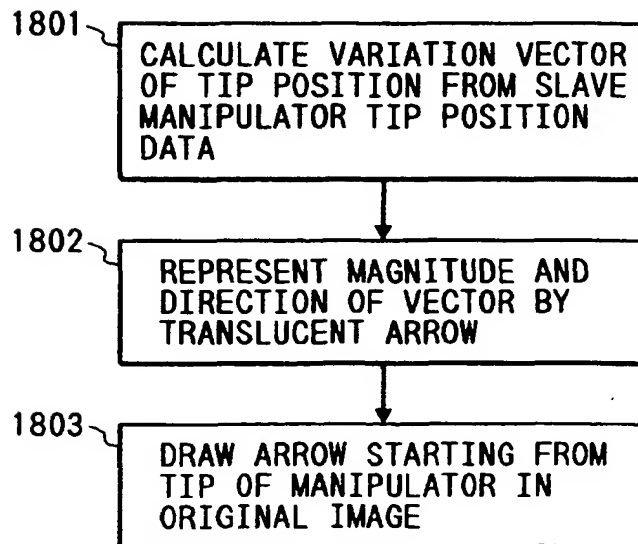 1801
CALCULATE VARIATION VECTOR
OF TIP POSITION FROM SLAVE
MANIPULATOR TIP POSITION
DATA
1802
REPRESENT MAGNITUDE AND
DIRECTION OF VECTOR BY
TRANSLUCENT ARROW
1803
DRAW ARROW STARTING FROM
TIP OF MANIPULATOR IN
ORIGINAL IMAGE